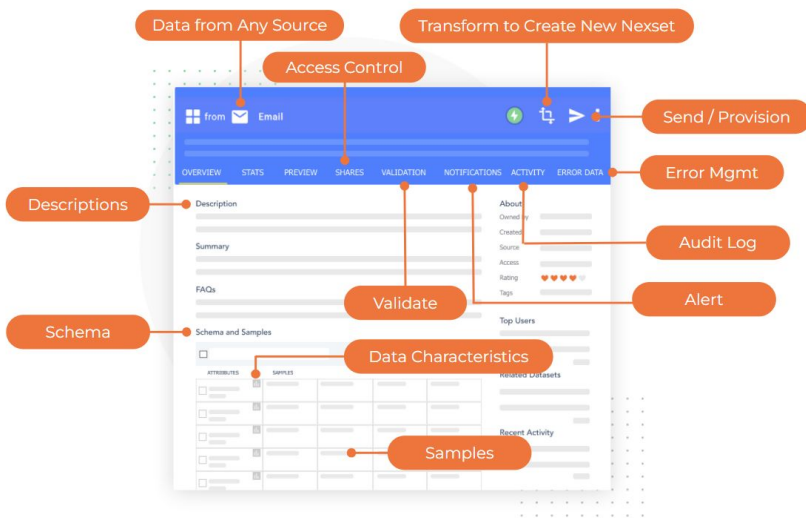 Data from Any Source
Transform to Create New Nexset
Access Control
from Email
Send / Provision
OVERVIEW STATS PREVIEW SHARES VALIDATION NOTIFICATIONS ACTIVITY ERROR DATA
Error Mgmt
Descriptions
Description
About
Owned by
Created
Source
Audit Log
Summary
Access
Rating
Tags
FAQs
Validate
Alert
Schema
Schema and Samples
Top Users
Data Characteristics
ATTRIBUTES SAMPLES
Related Datasets
Recent Activity
Samples